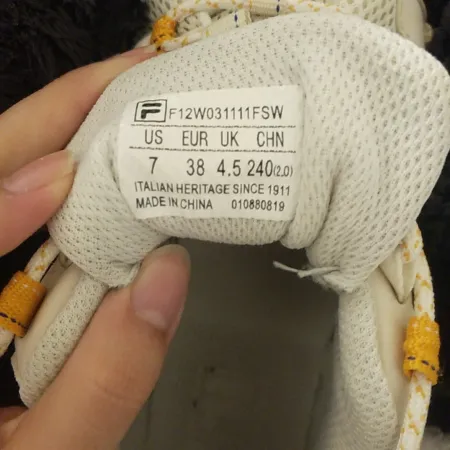 F F12W031111FSW
US EUR UK CHN
7 38 4.5 240(2.0)
ITALIAN HERITAGE SINCE 1911
MADE IN CHINA 010880819